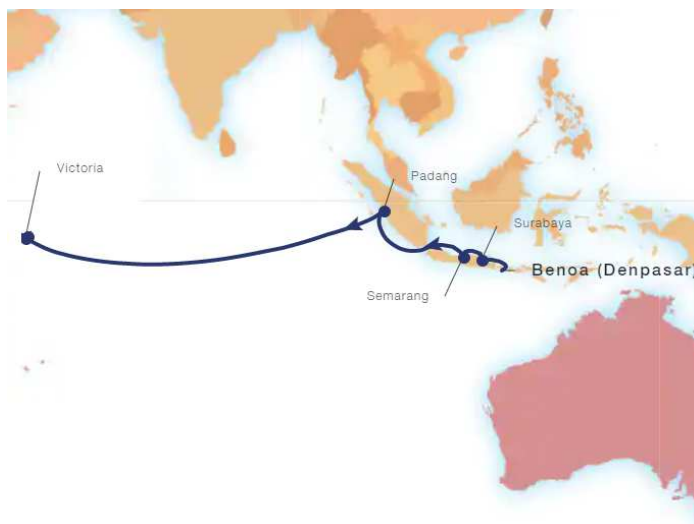 Victoria
Padang
Surabaya
Benoa (Denpasar)
Semarang